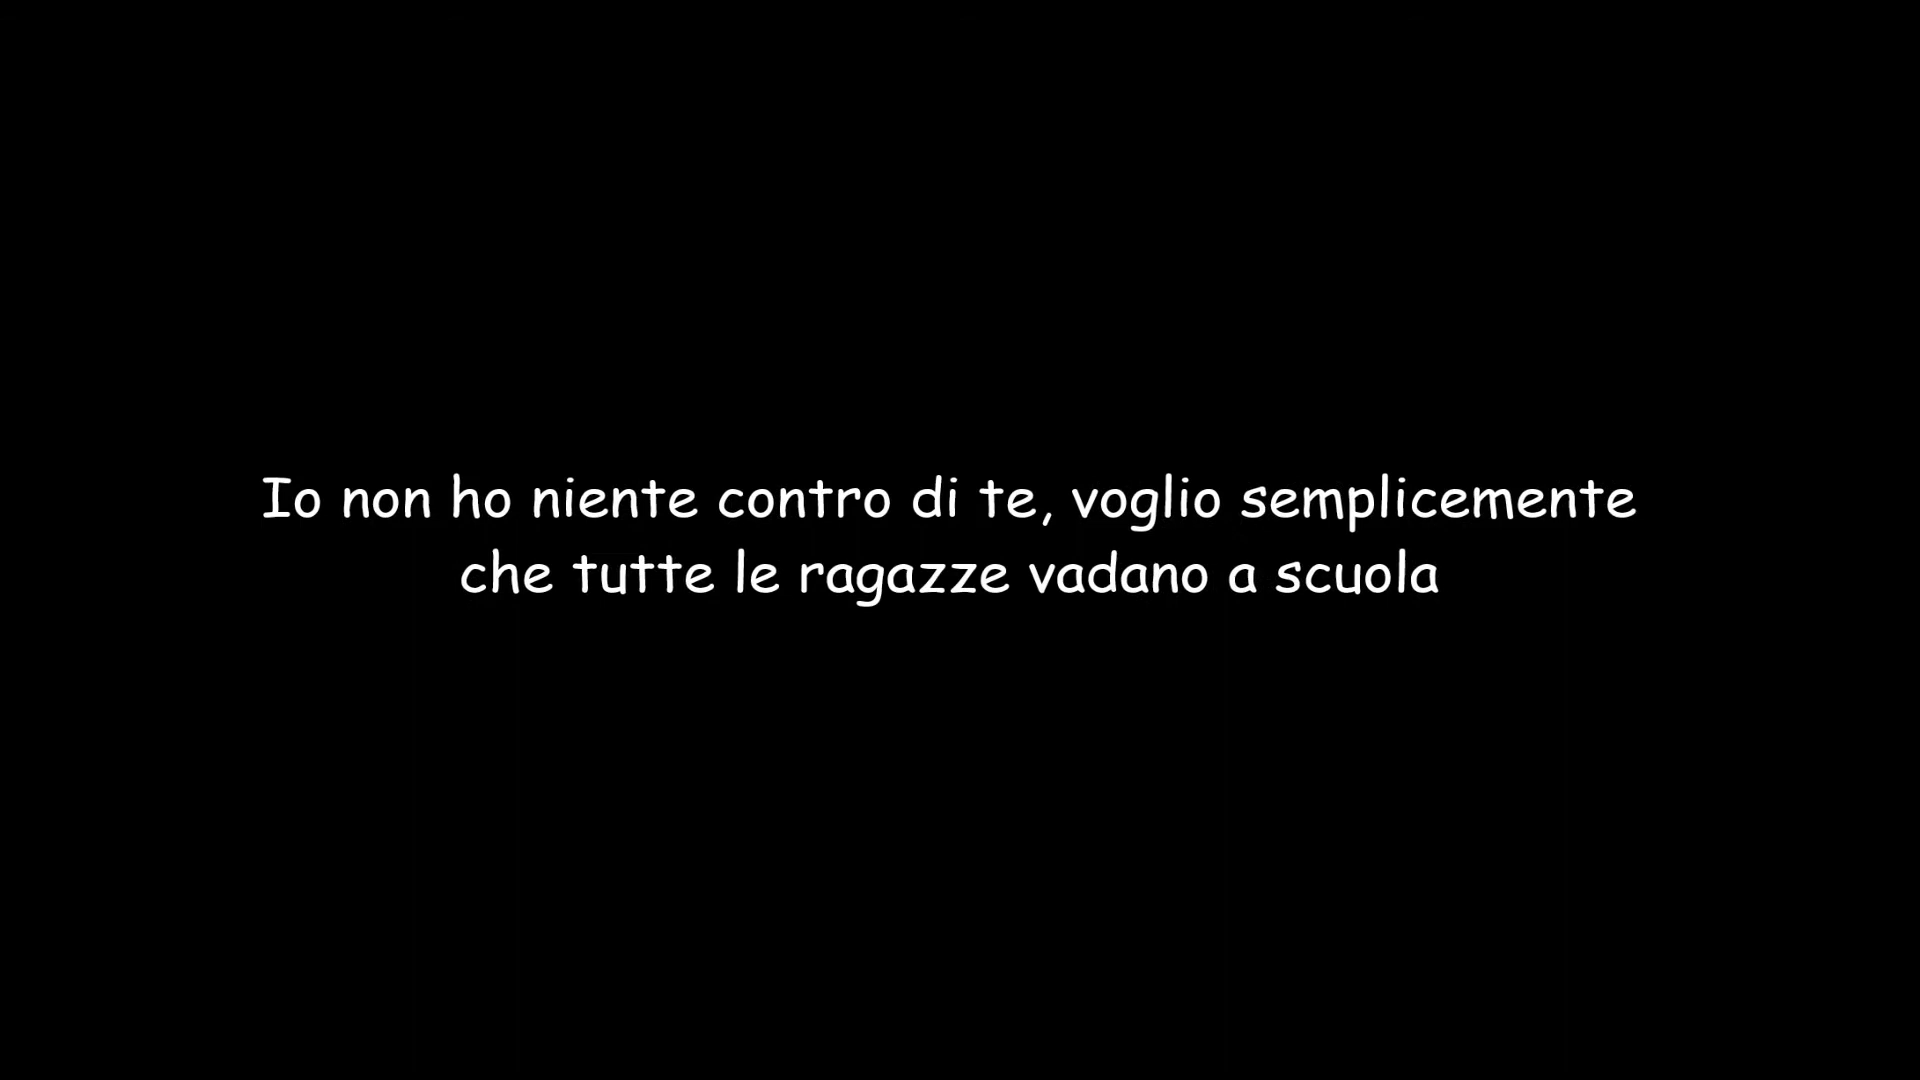 Io non ho niente contro di te, voglio semplicemente
che tutte le ragazze vadano a scuola